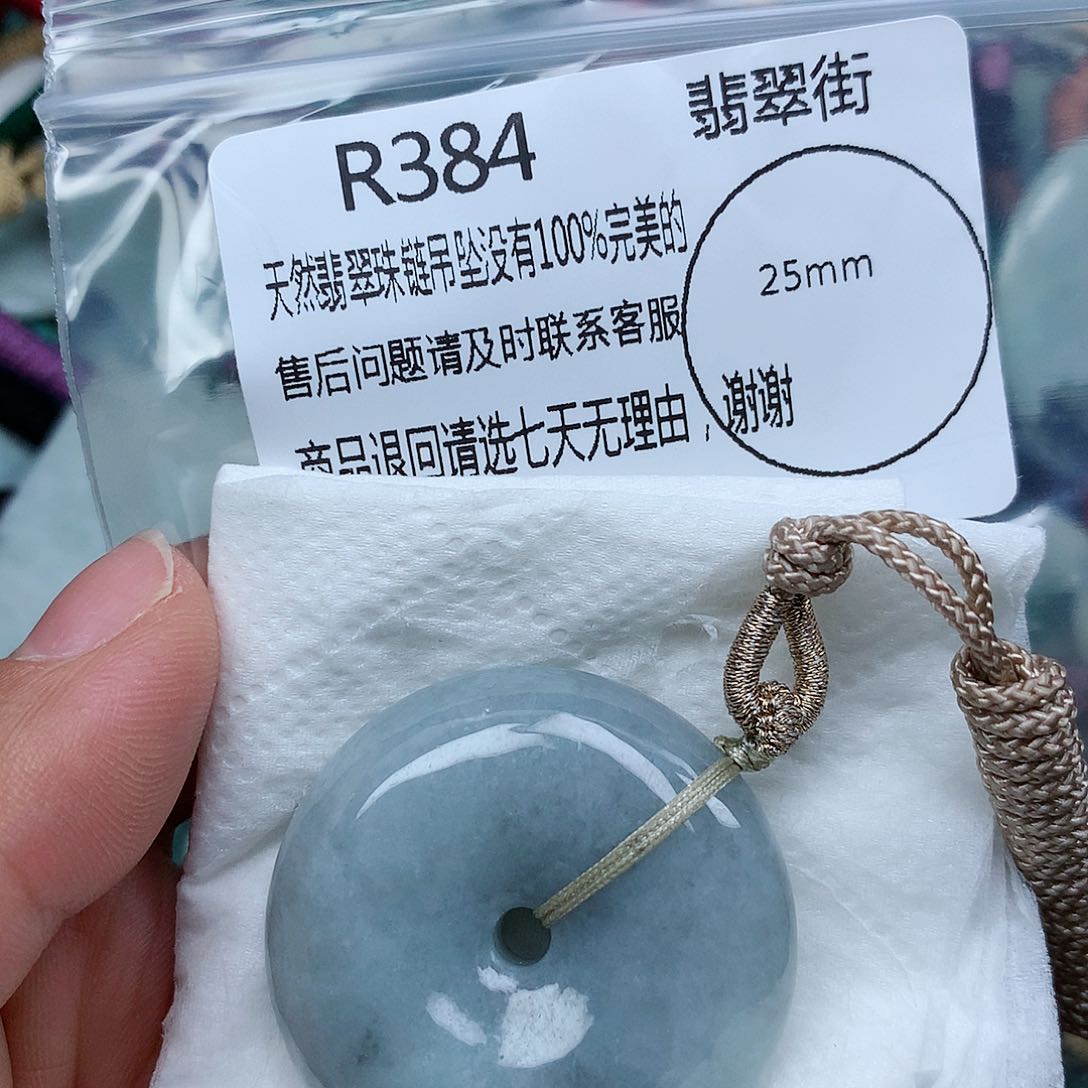 翡翠街
R384
天然翡翠珠链吊坠没有100%完美的
25mm
售后问题请及时联系客服
商品退回请选七天无理由，谢谢